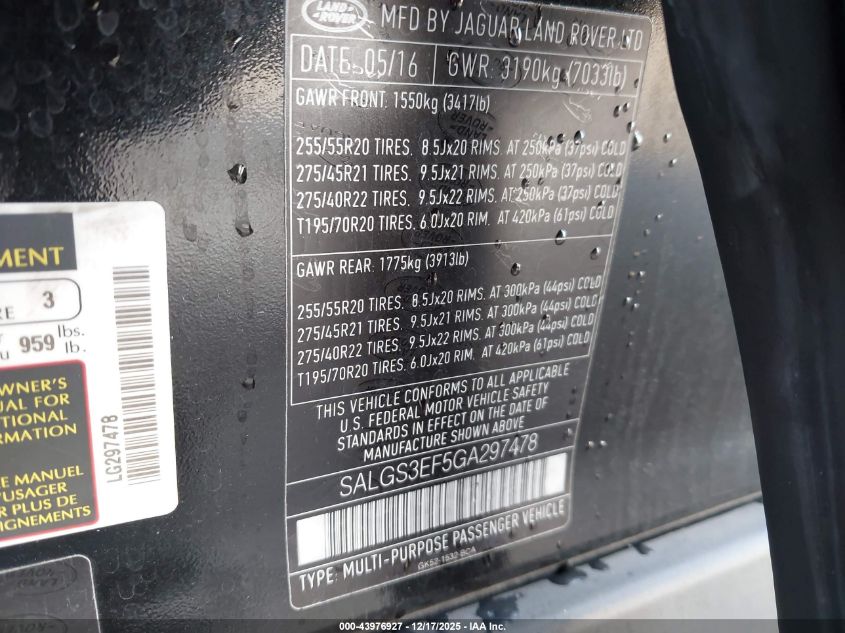 LAND ROVER
MFD BY JAGUAR LAND ROVER LTD
DATE: 05/16 GWR: 3190kg (7033lb)
GAWR FRONT: 1550kg (3417lb)
255/55R20 TIRES. 8.5Jx20 RIMS. AT 250kPa (37psi) COLD
275/45R21 TIRES. 9.5Jx21 RIMS. AT 250kPa (37psi) COLD
275/40R22 TIRES. 9.5Jx22 RIMS. AT 250kPa (37psi) COLD
T195/70R20 TIRES. 6.0Jx20 RIM. AT 420kPa (61psi) COLD
GAWR REAR: 1775kg (3913lb)
255/55R20 TIRES. 8.5Jx20 RIMS. AT 300kPa (44psi) COLD
275/45R21 TIRES. 9.5Jx21 RIMS. AT 300kPa (44psi) COLD
275/40R22 TIRES. 9.5Jx22 RIMS. AT 300kPa (44psi) COLD
T195/70R20 TIRES. 6.0Jx20 RIM. AT 420kPa (61psi) COLD
THIS VEHICLE CONFORMS TO ALL APPLICABLE
U.S. FEDERAL MOTOR VEHICLE SAFETY
STANDARDS IN EFFECT ON THE DATE OF
MANUFACTURE SHOWN ABOVE
SALGS3EF5GA297478
TYPE: MULTI-PURPOSE PASSENGER VEHICLE
GK52-1532-BCA
3
959 lbs.
lb.
OWNER'S
FOR
INFORMATION
LE MANUEL
D'USAGER
PLUS DE
LG297478
000-43976927 | 12/17/2025 | IAA Inc.